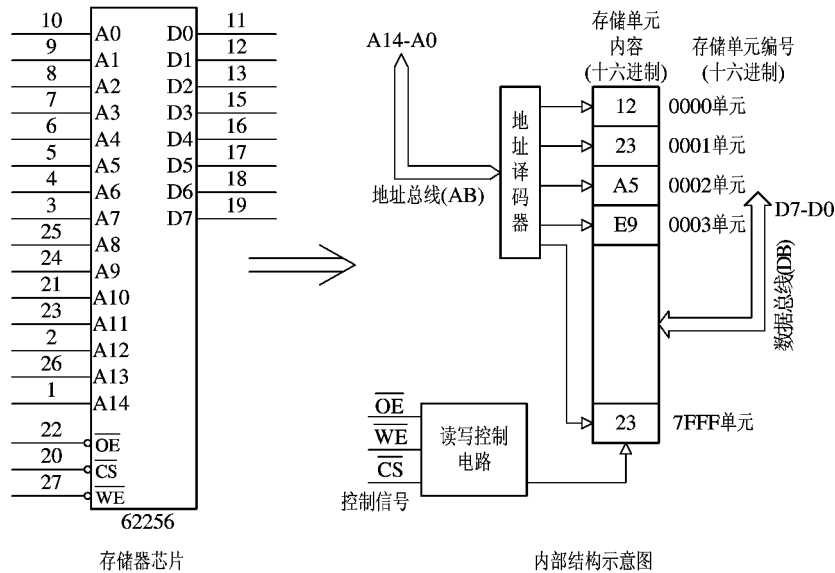 10 A0 D0 11
9 A1 D1 12
8 A2 D2 13
7 A3 D3 15
6 A4 D4 16
5 A5 D5 17
4 A6 D6 18
3 A7 D7 19
25 A8
24 A9
21 A10
23 A11
2 A12
26 A13
1 A14
22 OE
20 CS
27 WE
62256
存储器芯片
A14-A0
地址总线(AB)
地址译码器
存储单元
内容
(十六进制)
存储单元编号
(十六进制)
12 0000单元
23 0001单元
A5 0002单元
E9 0003单元
23 7FFF单元
D7-D0
数据总线(DB)
OE
WE
CS
控制信号
读写控制
电路
内部结构示意图